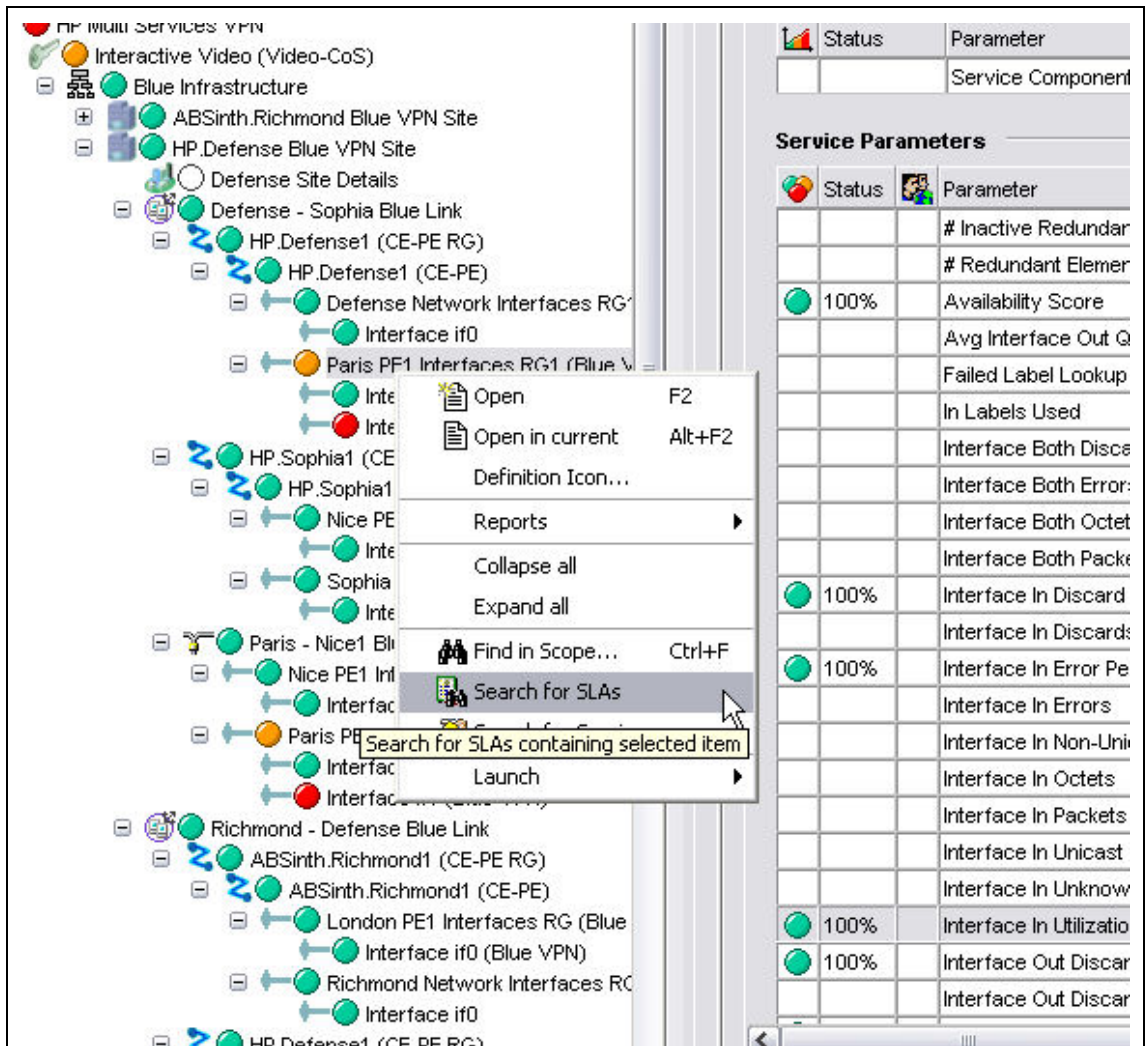 HP Multi Services VPN
Interactive Video (Video-CoS)
Blue Infrastructure
ABSinth.Richmond Blue VPN Site
HP.Defense Blue VPN Site
Defense Site Details
Defense - Sophia Blue Link
HP.Defense1 (CE-PE RG)
HP.Defense1 (CE-PE)
Defense Network Interfaces RG
Interface if0
Paris PE1 Interfaces RG1 (Blue V
Inte
Inte
HP.Sophia1 (CE
HP.Sophia1
Nice PE
Inte
Sophia
Inte
Paris - Nice1 Bl
Nice PE1 Int
Interfac
Paris PE
Interfac
Interfac
Richmond - Defense Blue Link
ABSinth.Richmond1 (CE-PE RG)
ABSinth.Richmond1 (CE-PE)
London PE1 Interfaces RG (Blue
Interface if0 (Blue VPN)
Richmond Network Interfaces RG
Interface if0
HP.Defense1 (CE-PE RG)
Open F2
Open in current Alt+F2
Definition Icon...
Reports
Collapse all
Expand all
Find in Scope... Ctrl+F
Search for SLAs
Search for SLAs containing selected item
Launch
Status Parameter
Service Component
Service Parameters
Status Parameter
# Inactive Redundan
# Redundant Elemen
100% Availability Score
Avg Interface Out Q
Failed Label Lookup
In Labels Used
Interface Both Disca
Interface Both Error
Interface Both Octet
Interface Both Packe
100% Interface In Discard
Interface In Discards
100% Interface In Error Pe
Interface In Errors
Interface In Non-Uni
Interface In Octets
Interface In Packets
Interface In Unicast
Interface In Unknow
100% Interface In Utilizatio
100% Interface Out Discar
Interface Out Discar